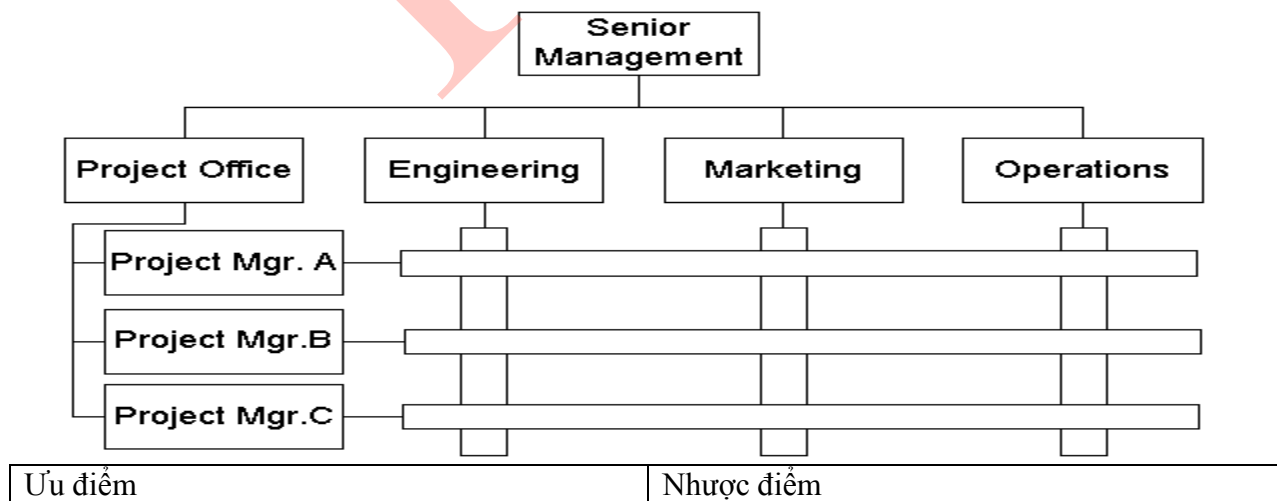 Senior
Management
Project Office
Engineering
Marketing
Operations
Project Mgr. A
Project Mgr.B
Project Mgr.C
Ưu điểm
Nhược điểm